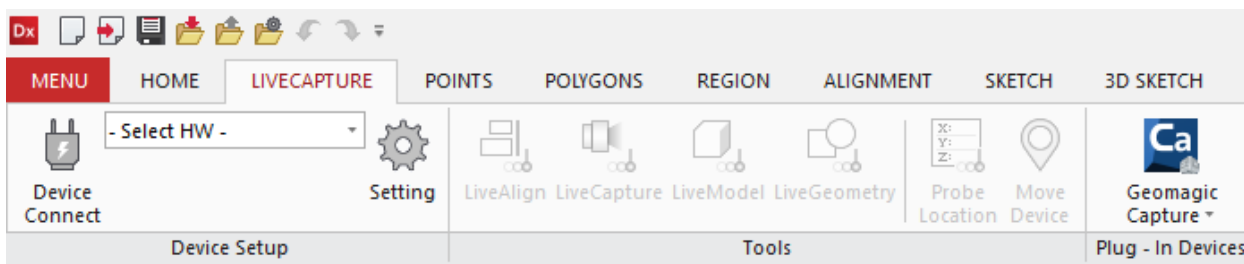 Dx
MENU HOME LIVECAPTURE POINTS POLYGONS REGION ALIGNMENT SKETCH 3D SKETCH
- Select HW -
X:
Y:
Z:
Ca
Device
Connect
Setting
LiveAlign LiveCapture LiveModel LiveGeometry
Probe
Location
Move
Device
Geomagic
Capture
Device Setup Tools Plug - In Devices